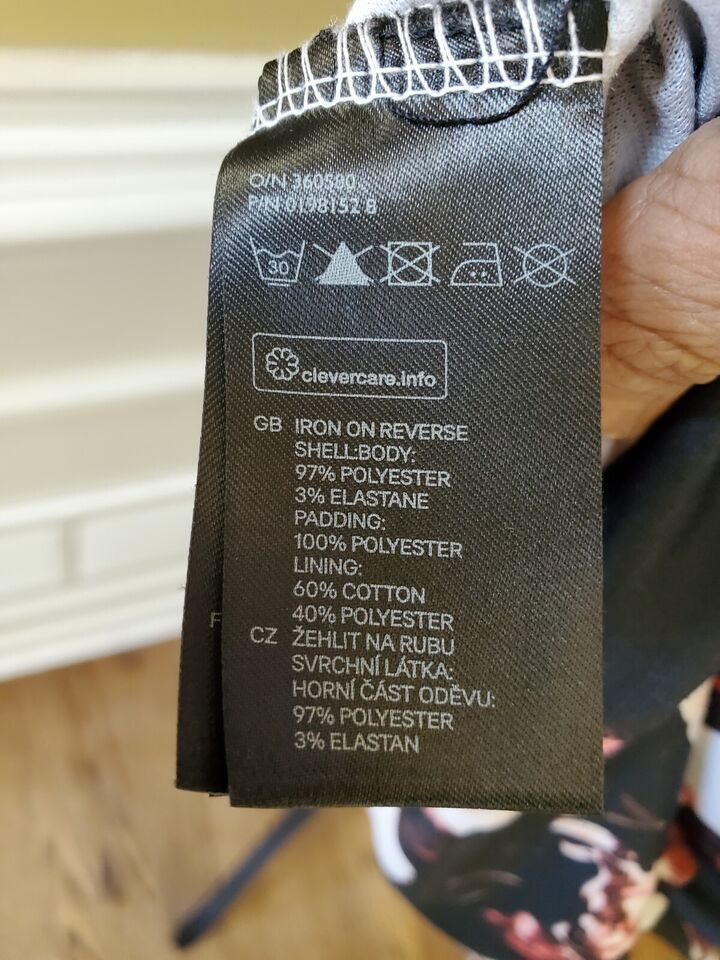 O/N 360500
P/N 0198152 B
30
clevercare.info
GB IRON ON REVERSE
SHELL:BODY:
97% POLYESTER
3% ELASTANE
PADDING:
100% POLYESTER
LINING:
60% COTTON
40% POLYESTER
F
CZ ŽEHLIT NA RUBU
SVRCHNÍ LÁTKA:
HORNÍ ČÁST ODĚVU:
97% POLYESTER
3% ELASTAN